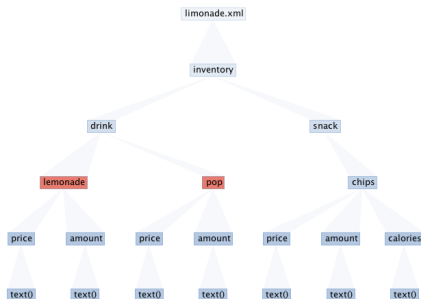 limonade.xml
inventory
drink snack
lemonade pop chips
price amount price amount price amount calories
text() text() text() text() text() text() text()